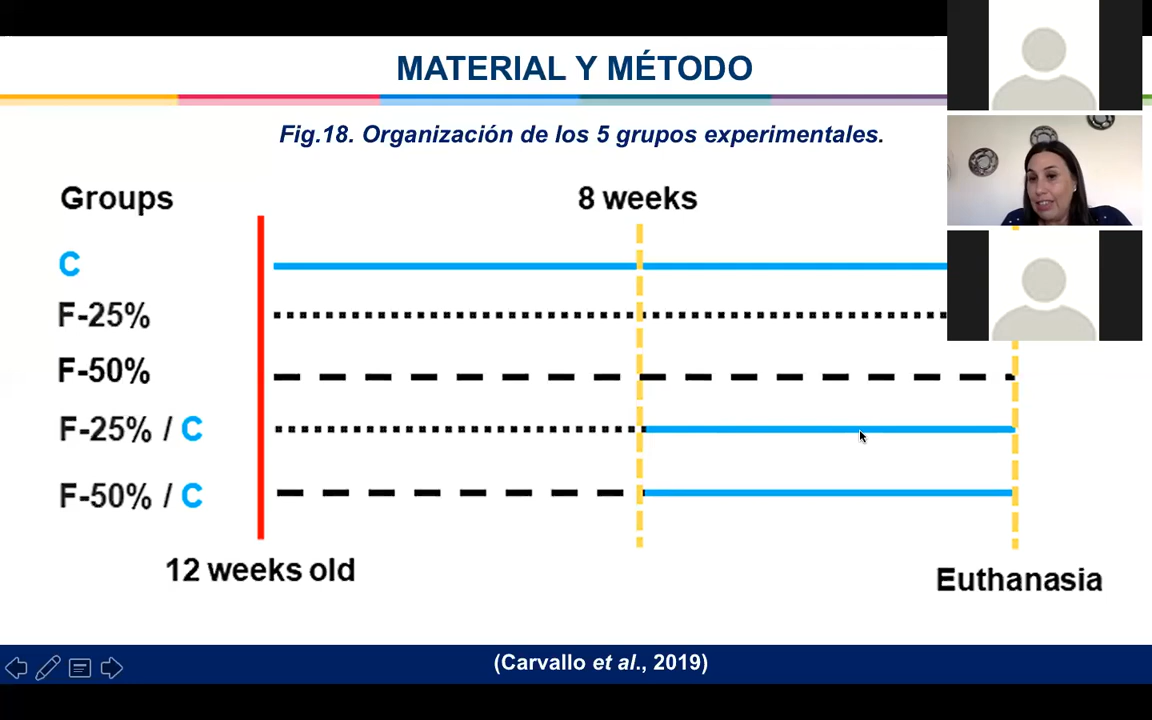 MATERIAL Y MÉTODO
Fig.18. Organización de los 5 grupos experimentales.
Groups
8 weeks
C
F-25%
F-50%
F-25% / C
F-50% / C
12 weeks old
Euthanasia
(Carvallo et al., 2019)